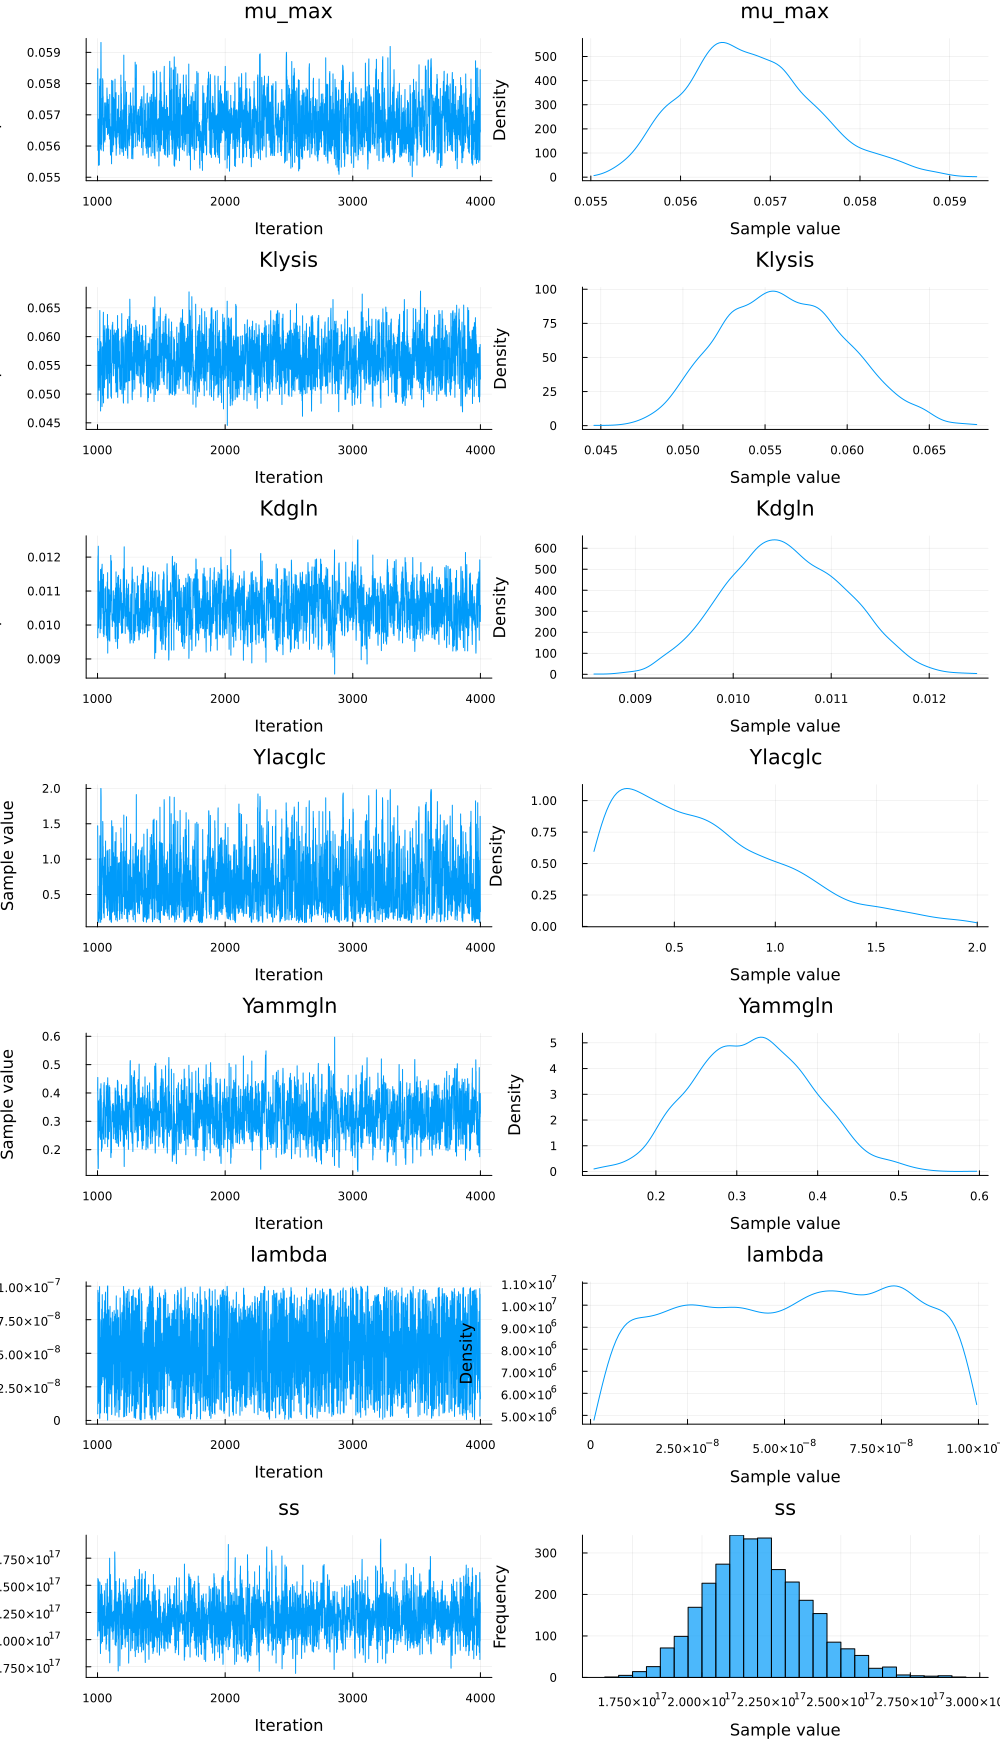 mu_max mu_max
0.059
0.058
0.057
0.056
0.055
1000 2000 3000 4000
Iteration
Density
500
400
300
200
100
0
0.055 0.056 0.057 0.058 0.059
Sample value
Klysis Klysis
0.065
0.060
0.055
0.050
0.045
1000 2000 3000 4000
Iteration
Density
100
75
50
25
0
0.045 0.050 0.055 0.060 0.065
Sample value
Kdgln Kdgln
0.012
0.011
0.010
0.009
1000 2000 3000 4000
Iteration
Density
600
500
400
300
200
100
0
0.009 0.010 0.011 0.012
Sample value
Ylacglc Ylacglc
Sample value
2.0
1.5
1.0
0.5
1000 2000 3000 4000
Iteration
Density
1.00
0.75
0.50
0.25
0.00
0.5 1.0 1.5 2.0
Sample value
Yammgln Yammgln
Sample value
0.6
0.5
0.4
0.3
0.2
1000 2000 3000 4000
Iteration
Density
5
4
3
2
1
0
0.2 0.3 0.4 0.5 0.6
Sample value
lambda lambda
1.00×10⁻⁷
7.50×10⁻⁸
5.00×10⁻⁸
2.50×10⁻⁸
0
1000 2000 3000 4000
Iteration
Density
1.10×10⁷
1.00×10⁷
9.00×10⁶
8.00×10⁶
7.00×10⁶
6.00×10⁶
5.00×10⁶
0 2.50×10⁻⁸ 5.00×10⁻⁸ 7.50×10⁻⁸ 1.00×10
Sample value
ss ss
.750×10¹⁷
.500×10¹⁷
.250×10¹⁷
.000×10¹⁷
.750×10¹⁷
1000 2000 3000 4000
Iteration
Frequency
300
200
100
0
1.750×10¹⁷ 2.000×10¹⁷ 2.250×10¹⁷ 2.500×10¹⁷ 2.750×10¹⁷ 3.000×10
Sample value